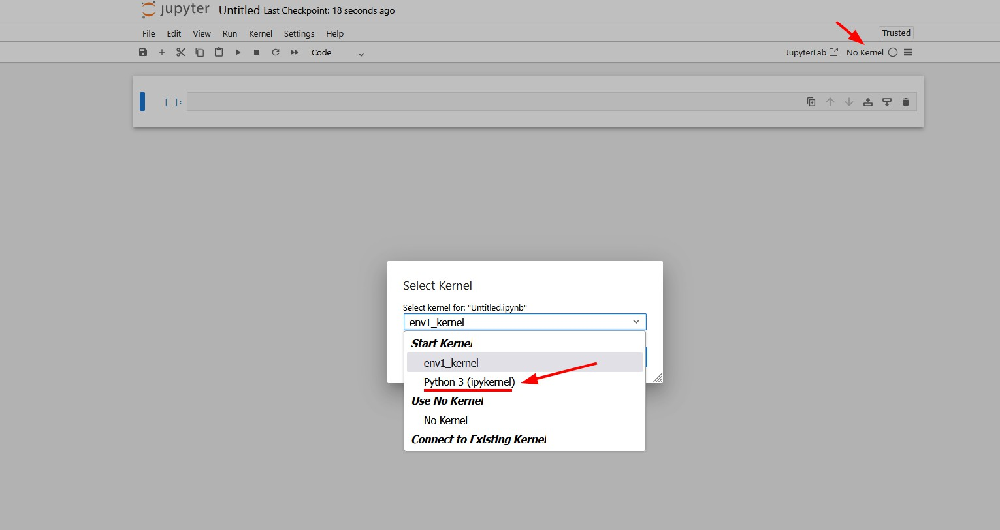 jupyter Untitled Last Checkpoint: 18 seconds ago
File Edit View Run Kernel Settings Help Trusted
Code JupyterLab No Kernel
[ ]:
Select Kernel
Select kernel for: "Untitled.ipynb"
env1_kernel
Start Kernel
env1_kernel
Python 3 (ipykernel)
Use No Kernel
No Kernel
Connect to Existing Kernel